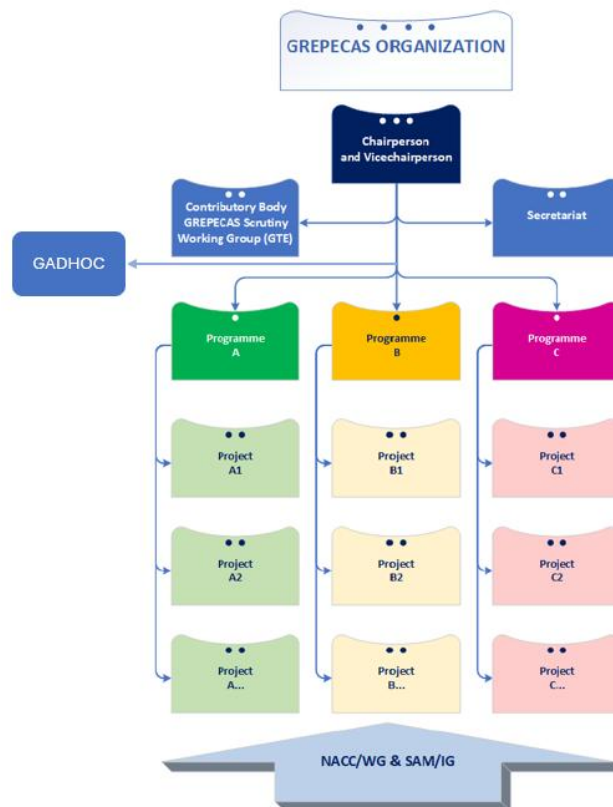 GREPECAS ORGANIZATION
Chairperson
and Vicechairperson
Contributory Body
GREPECAS Scrutiny
Working Group (GTE)
Secretariat
GADHOC
Programme
A
Programme
B
Programme
C
Project
A1
Project
B1
Project
C1
Project
A2
Project
B2
Project
C2
Project
A...
Project
B...
Project
C...
NACC/WG & SAM/IG